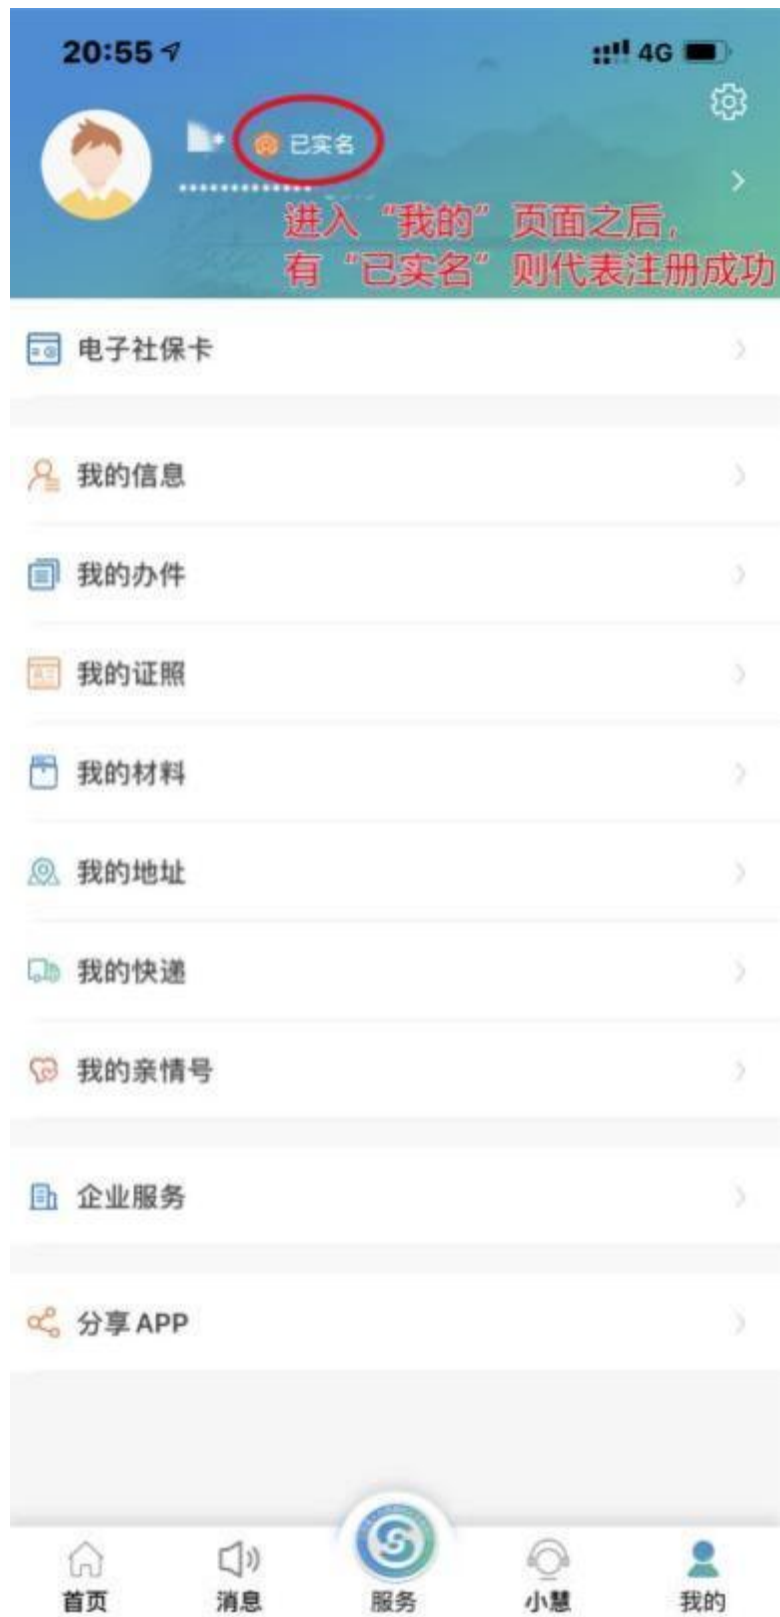 20:55
4G
已实名
进入“我的”页面之后,
有“已实名”则代表注册成功
电子社保卡
我的信息
我的办件
我的证照
我的材料
我的地址
我的快递
我的亲情号
企业服务
分享APP
首页
消息
服务
小慧
我的